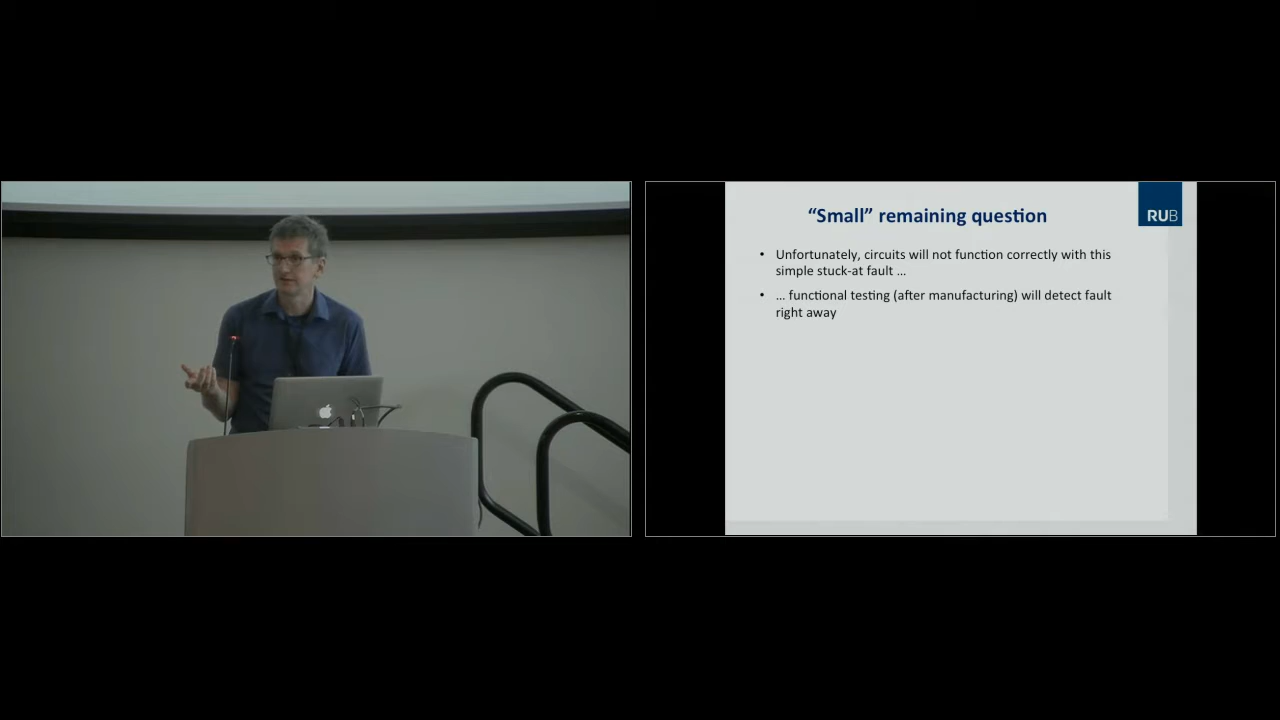 “Small” remaining question
RUB
• Unfortunately, circuits will not function correctly with this
simple stuck-at fault …
• … functional testing (after manufacturing) will detect fault
right away